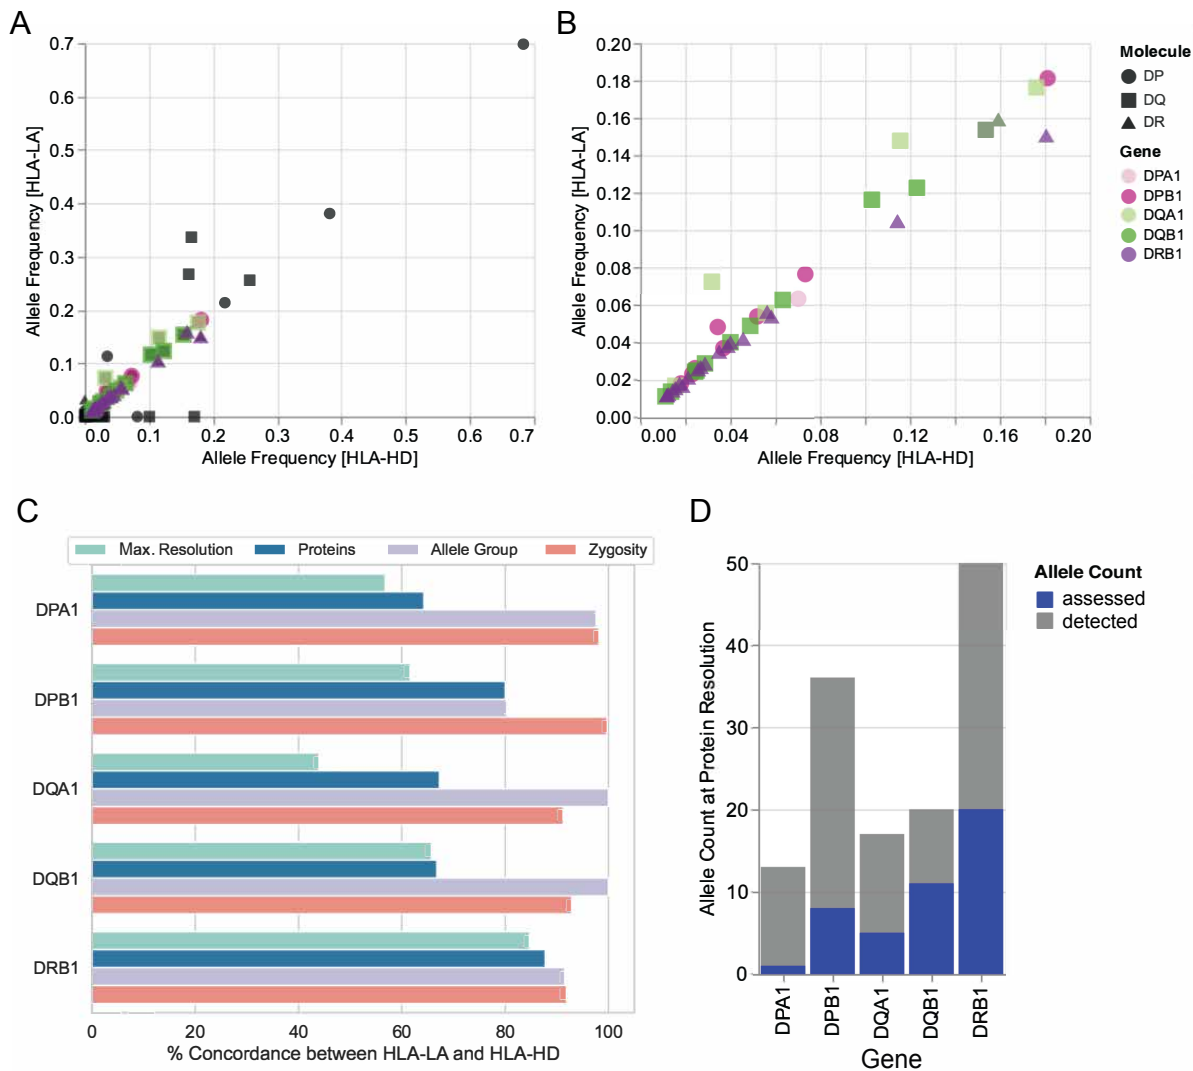 A
Allele Frequency [HLA-LA]
0.7
0.6
0.5
0.4
0.3
0.2
0.1
0.0
0.0 0.1 0.2 0.3 0.4 0.5 0.6 0.7
Allele Frequency [HLA-HD]
B
Allele Frequency [HLA-LA]
0.20
0.18
0.16
0.14
0.12
0.10
0.08
0.06
0.04
0.02
0.00
0.00 0.04 0.08 0.12 0.16 0.20
Allele Frequency [HLA-HD]
Molecule
DP
DQ
DR
Gene
DPA1
DPB1
DQA1
DQB1
DRB1
C
Max. Resolution Proteins Allele Group Zygosity
DPA1
DPB1
DQA1
DQB1
DRB1
0 20 40 60 80 100
% Concordance between HLA-LA and HLA-HD
D
Allele Count at Protein Resolution
50
40
30
20
10
0
DPA1 DPB1 DQA1 DQB1 DRB1
Gene
Allele Count
assessed
detected